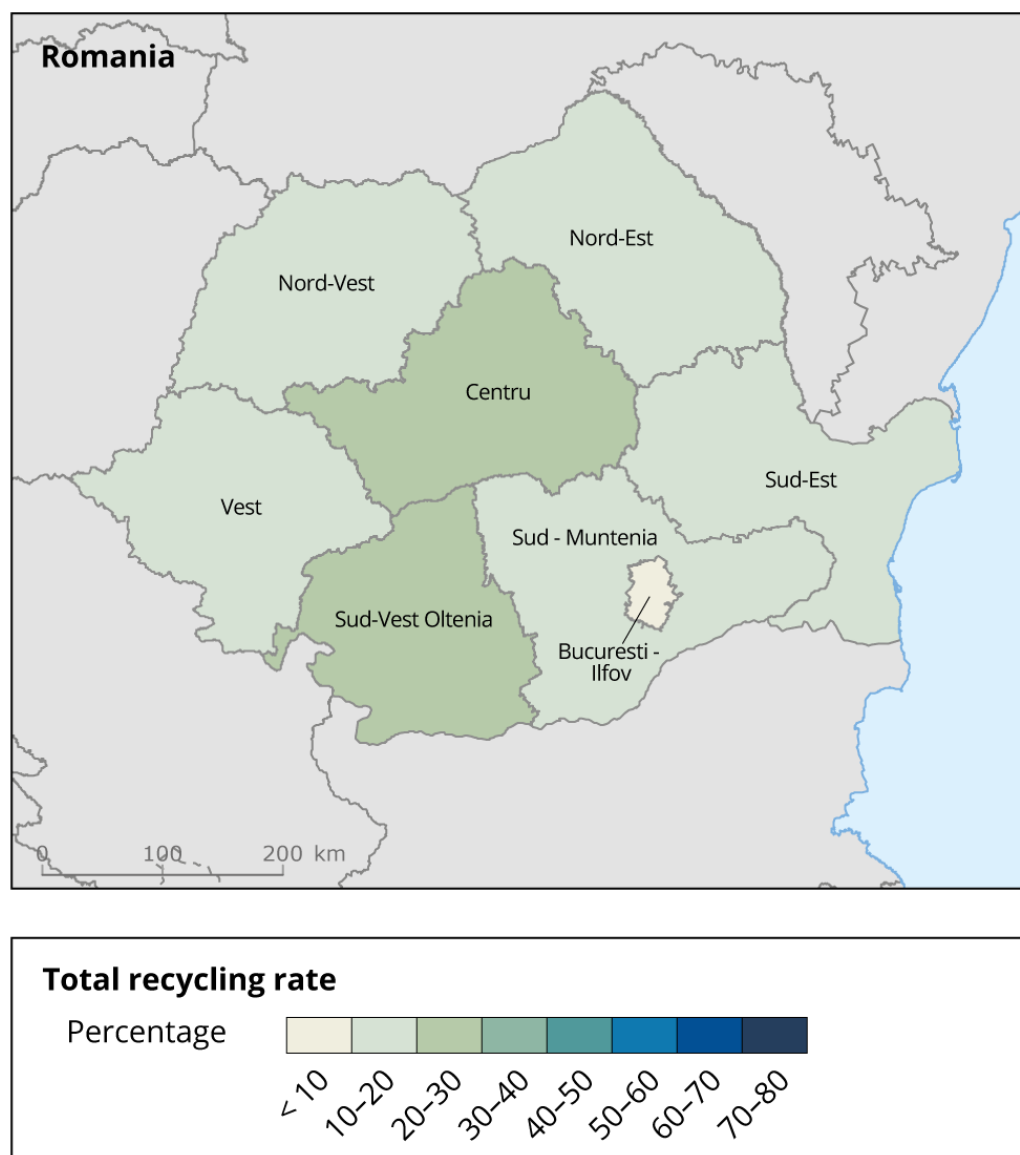 Romania
Nord-Est
Nord-Vest
Centru
Sud-Est
Vest
Sud - Muntenia
Sud-Vest Oltenia
Bucuresti -
Ilfov
0 100 200 km
Total recycling rate
Percentage
< 10
10–20
20–30
30–40
40–50
50–60
60–70
70–80